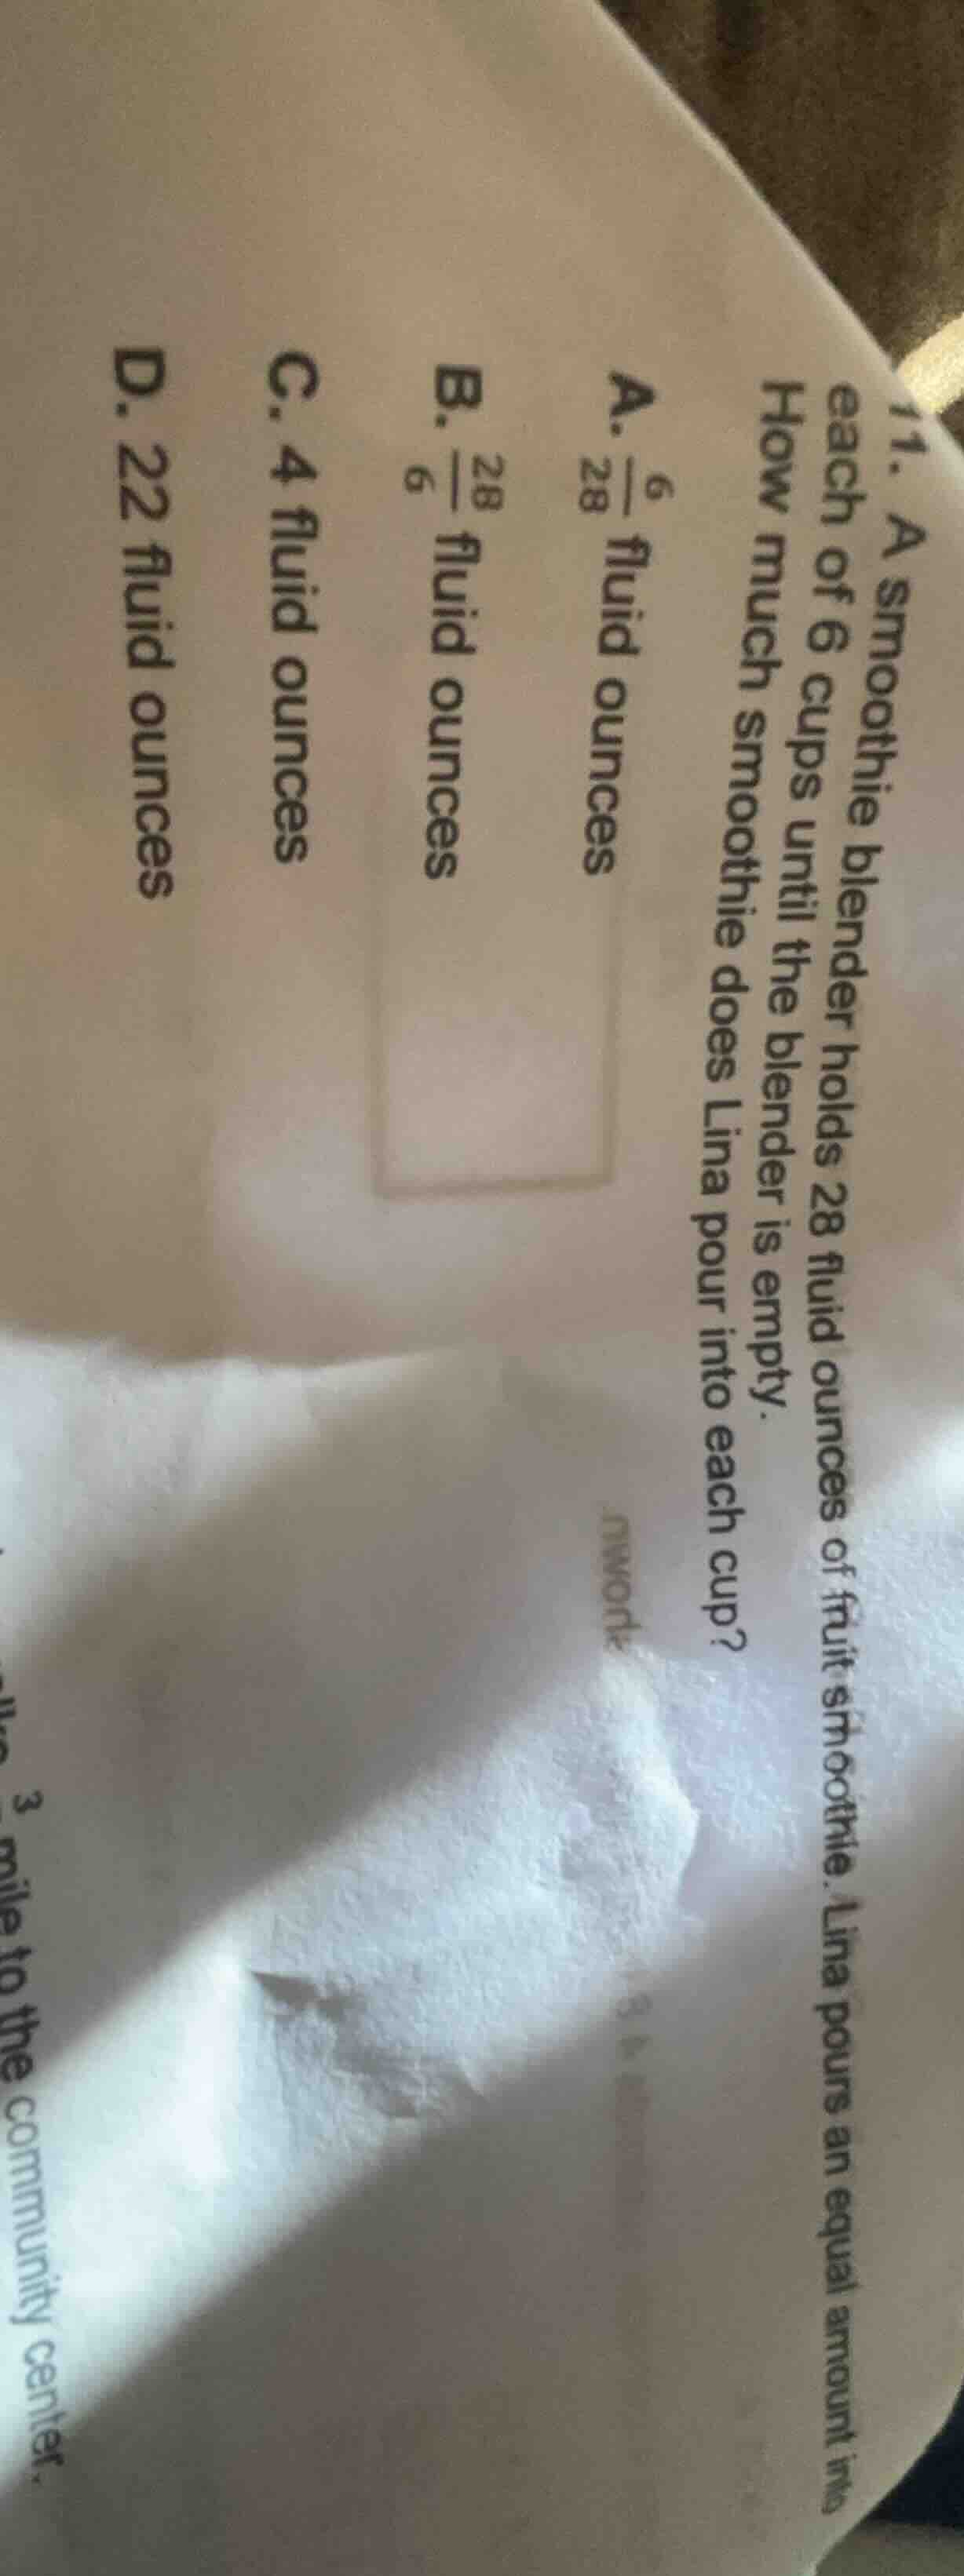 11. A smoothie blender holds 28 fluid ounces of fruit smoothie. Lina pours an equal amount into
each of 6 cups until the blender is empty.
How much smoothie does Lina pour into each cup?
A. 6/28 fluid ounces
B. 28/6 fluid ounces
C. 4 fluid ounces
D. 22 fluid ounces
3
mile to the community center.